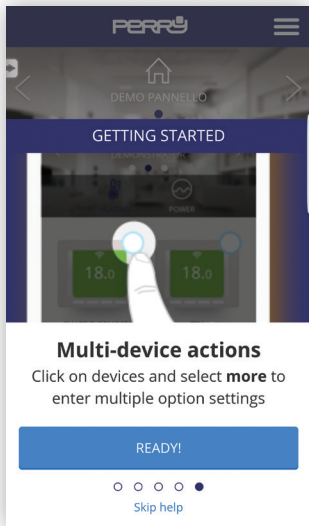 PERRY
DEMO PANNELLO
GETTING STARTED
POWER
18.0 18.0
Multi-device actions
Click on devices and select more to
enter multiple option settings
READY!
Skip help